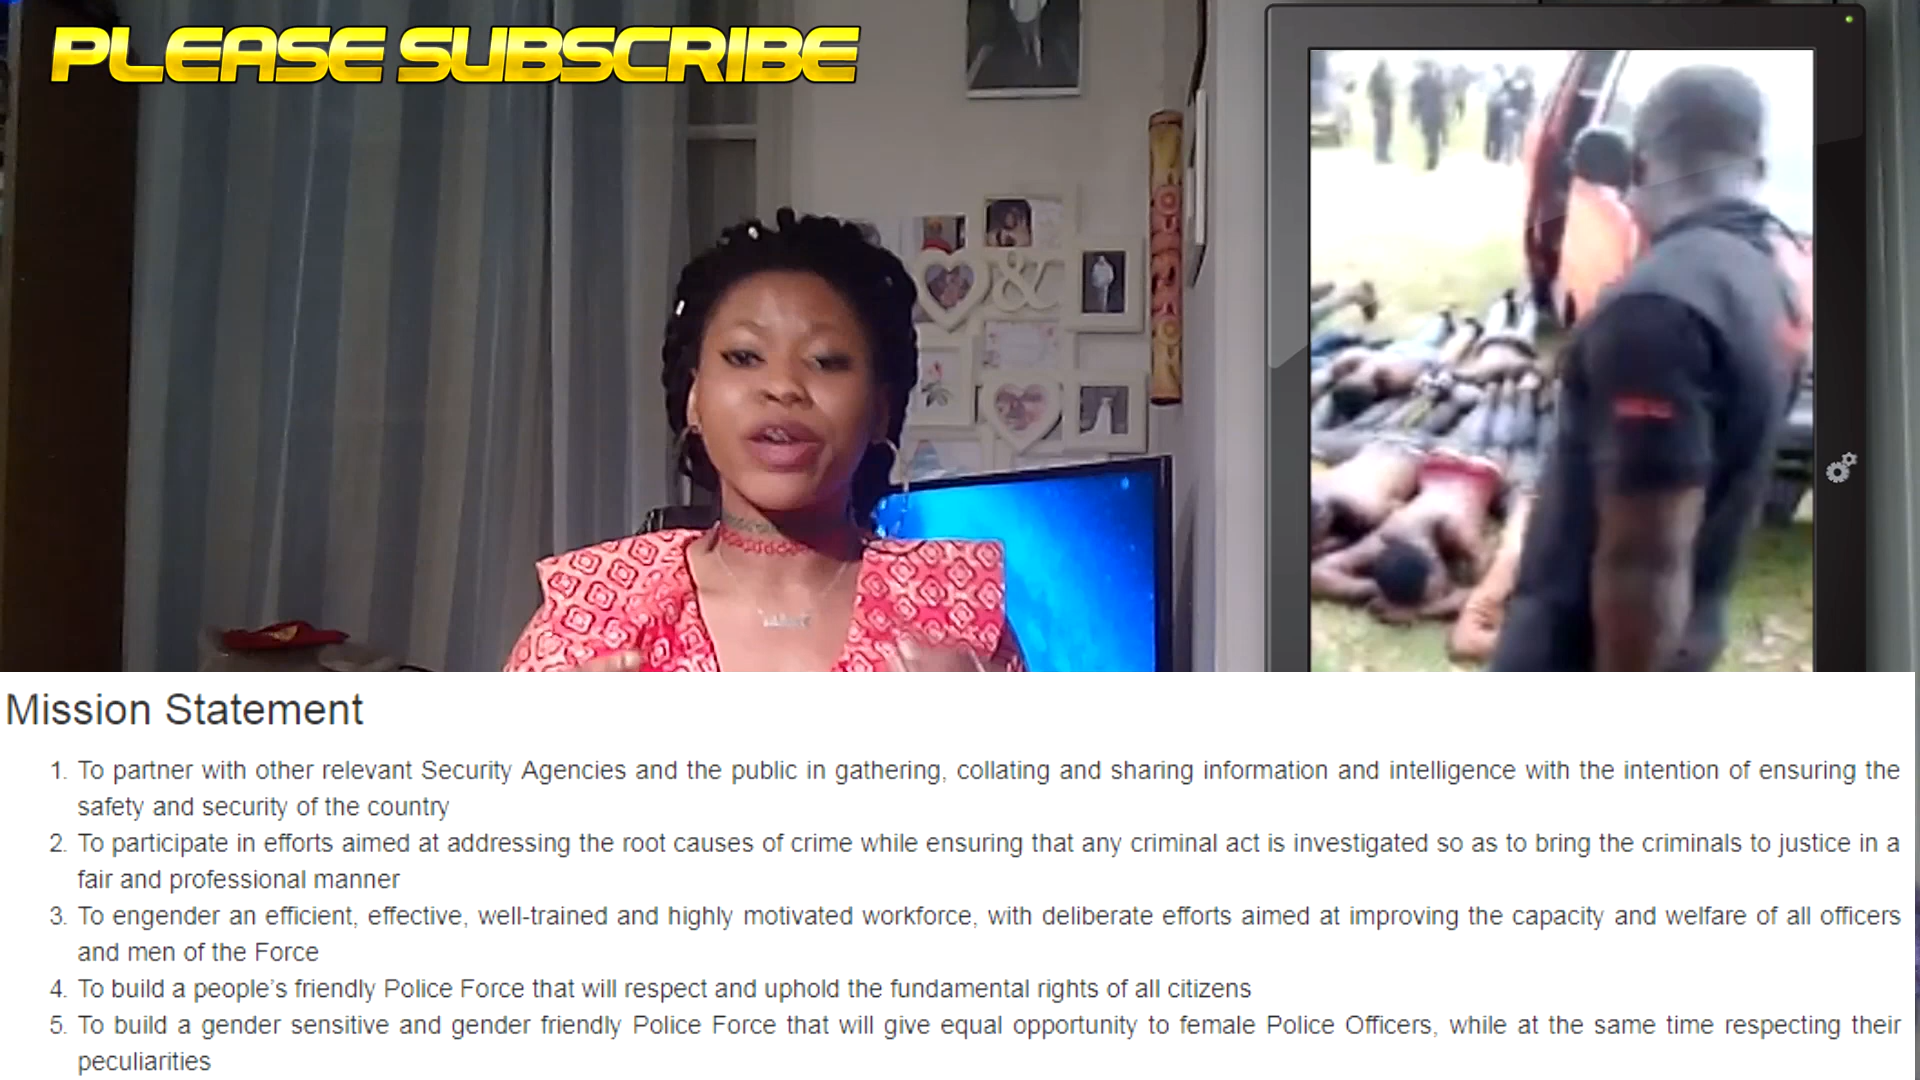 PLEASE SUBSCRIBE
&
Mission Statement
1. To partner with other relevant Security Agencies and the public in gathering, collating and sharing information and intelligence with the intention of ensuring the
safety and security of the country
2. To participate in efforts aimed at addressing the root causes of crime while ensuring that any criminal act is investigated so as to bring the criminals to justice in a
fair and professional manner
3. To engender an efficient, effective, well-trained and highly motivated workforce, with deliberate efforts aimed at improving the capacity and welfare of all officers
and men of the Force
4. To build a people’s friendly Police Force that will respect and uphold the fundamental rights of all citizens
5. To build a gender sensitive and gender friendly Police Force that will give equal opportunity to female Police Officers, while at the same time respecting their
peculiarities